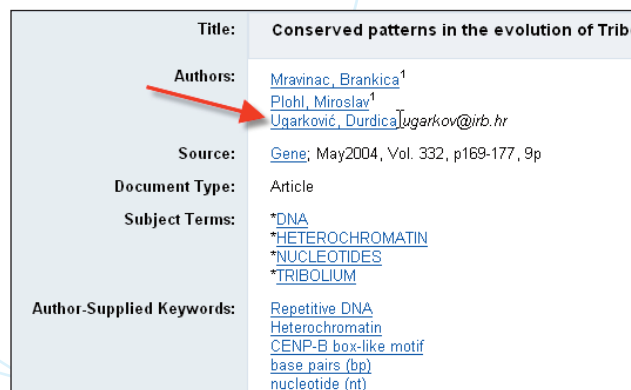 Title: Conserved patterns in the evolution of Trib
Authors: Mravinac, Brankica1
Plohl, Miroslav1
Ugarković, Durdica ugarkov@irb.hr
Source: Gene; May2004, Vol. 332, p169-177, 9p
Document Type: Article
Subject Terms: *DNA
*HETEROCHROMATIN
*NUCLEOTIDES
*TRIBOLIUM
Author-Supplied Keywords: Repetitive DNA
Heterochromatin
CENP-B box-like motif
base pairs (bp)
nucleotide (nt)